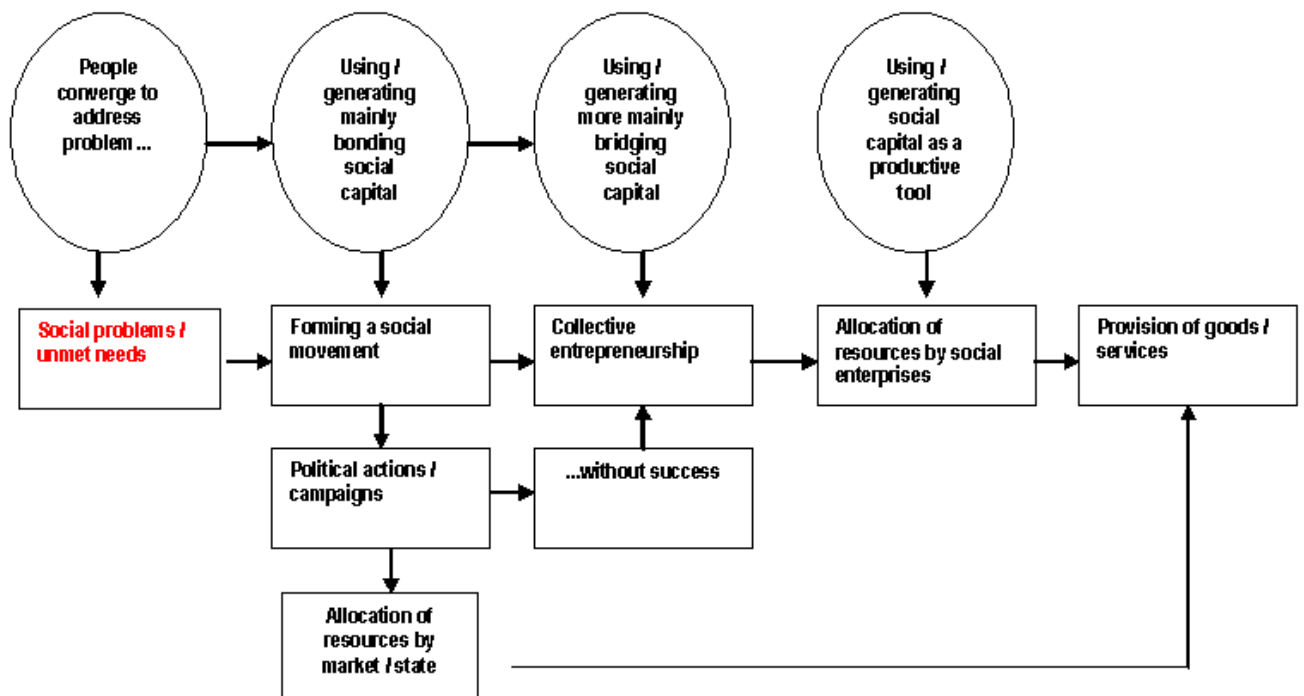 People
converge to
address
problem ...
Using /
generating
mainly
bonding
social
capital
Using /
generating
more mainly
bridging
social
capital
Using /
generating
social
capital as a
productive
tool
Social problems /
unmet needs
Forming a social
movement
Collective
entrepreneurship
Allocation of
resources by social
enterprises
Provision of goods /
services
Political actions /
campaigns
...without success
Allocation of
resources by
market / state